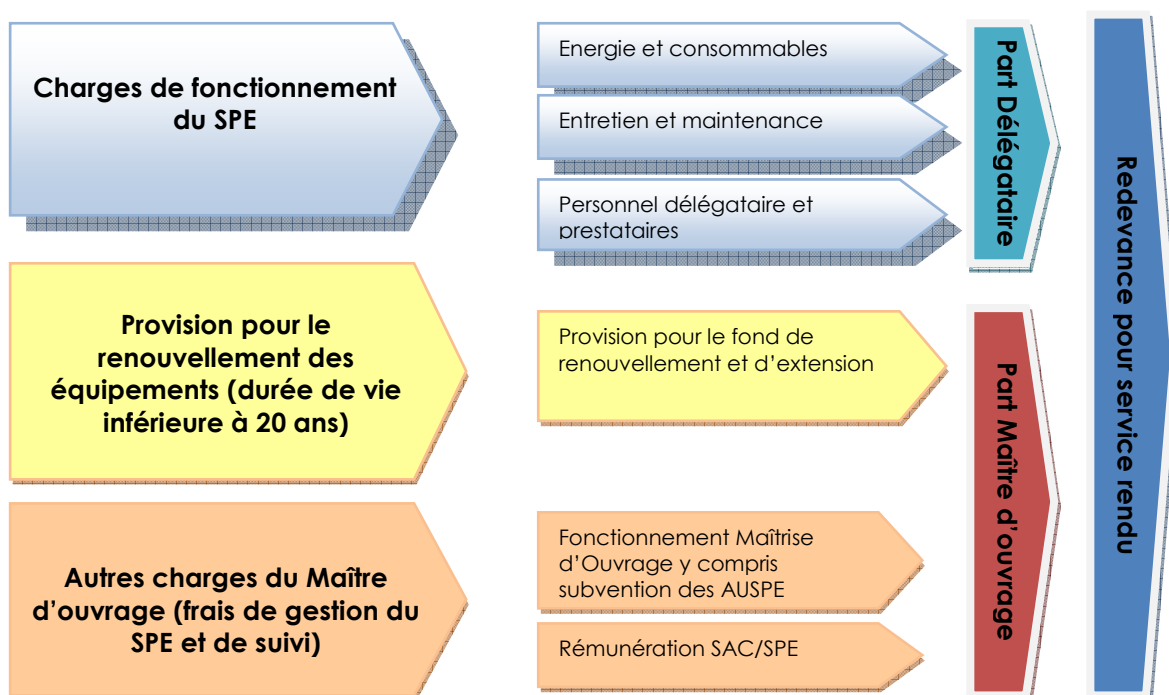 Charges de fonctionnement
du SPE
Energie et consommables
Entretien et maintenance
Personnel délégataire et
prestataires
Part Délégataire
Provision pour le
renouvellement des
équipements (durée de vie
inférieure à 20 ans)
Provision pour le fond de
renouvellement et d'extension
Autres charges du Maître
d'ouvrage (frais de gestion du
SPE et de suivi)
Fonctionnement Maîtrise
d'Ouvrage y compris
subvention des AUSPE
Rémunération SAC/SPE
Part Maître d'ouvrage
Redevance pour service rendu